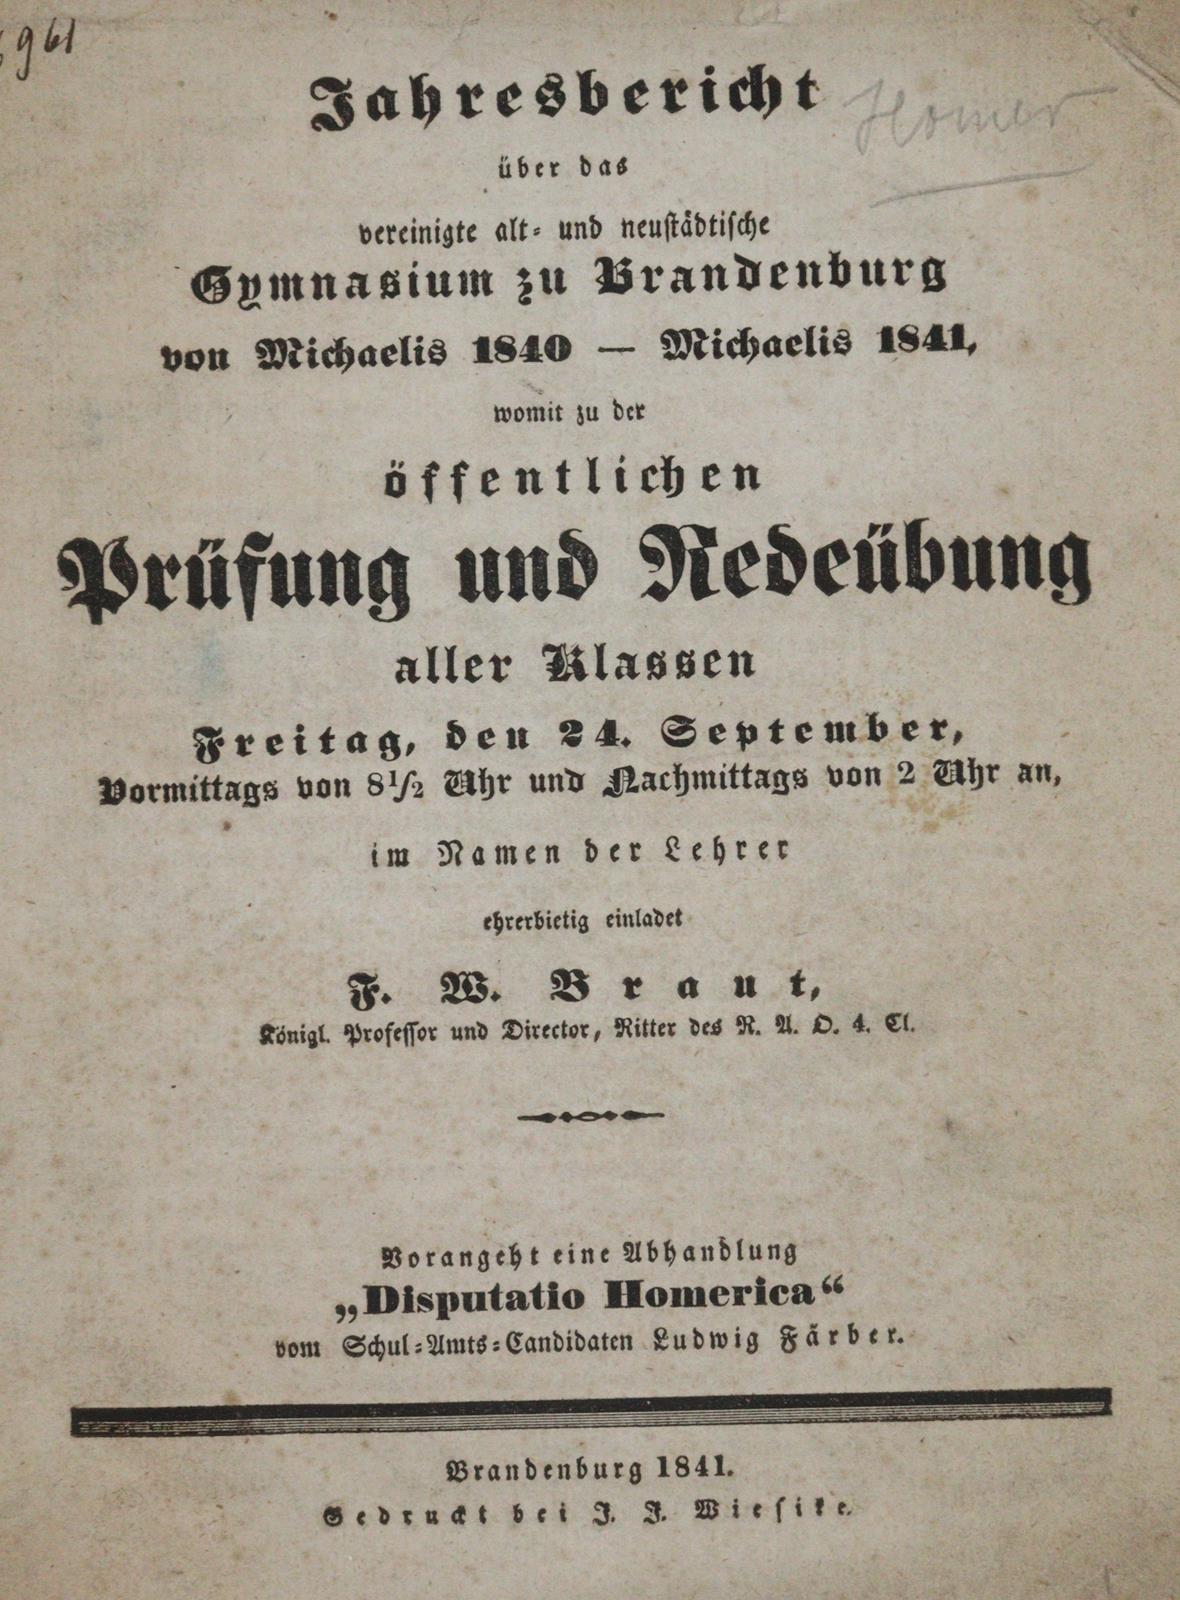 961
Jahresbericht
Homer
über das
vereinigte alt- und neustädtische
Gymnasium zu Brandenburg
von Michaelis 1840 — Michaelis 1841,
womit zu der
öffentlichen
Prüfung und Redeübung
aller Klassen
Freitag, den 24. September,
Vormittags von 8½ Uhr und Nachmittags von 2 Uhr an,
im Namen der Lehrer
ehrerbietig einladet
F. W. Braut,
Königl. Professor und Director, Ritter des R. A. O. 4. Cl.
Vorangeht eine Abhandlung
„Disputatio Homerica“
vom Schul-Amts-Candidaten Ludwig Färber.
Brandenburg 1841.
Gedruckt bei J. J. Wiesike.